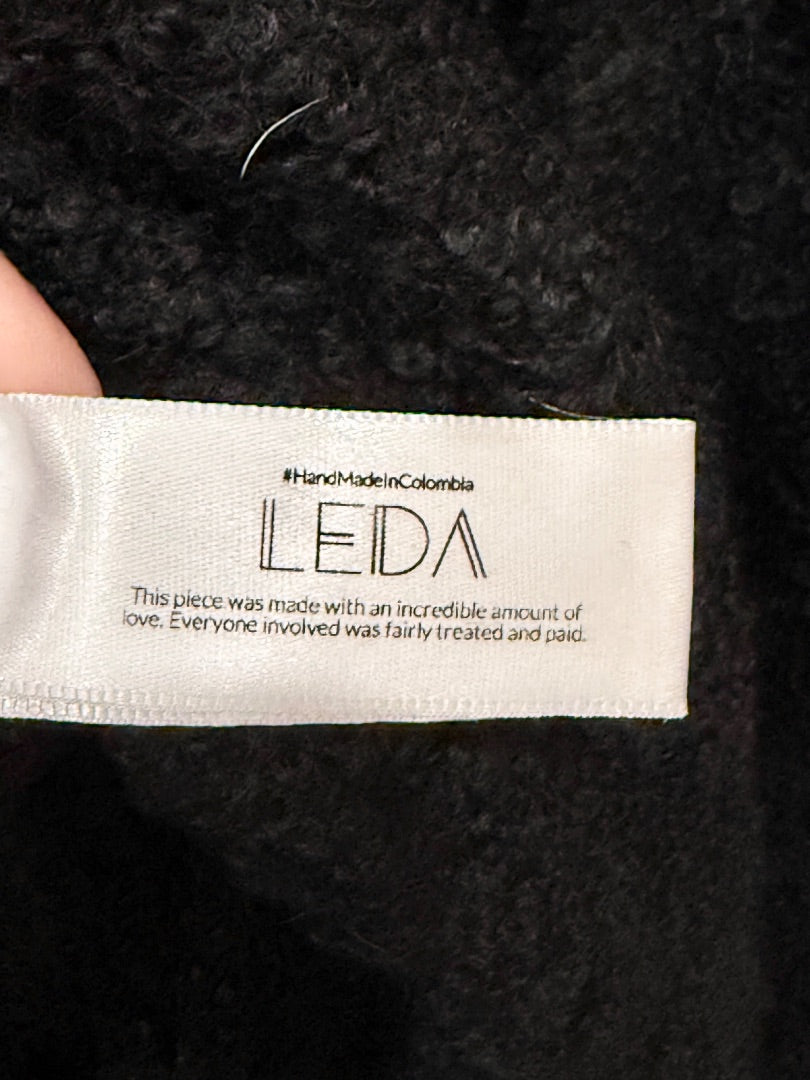 #HandMadeInColombia
LEDA
This piece was made with an incredible amount of
love. Everyone involved was fairly treated and paid.